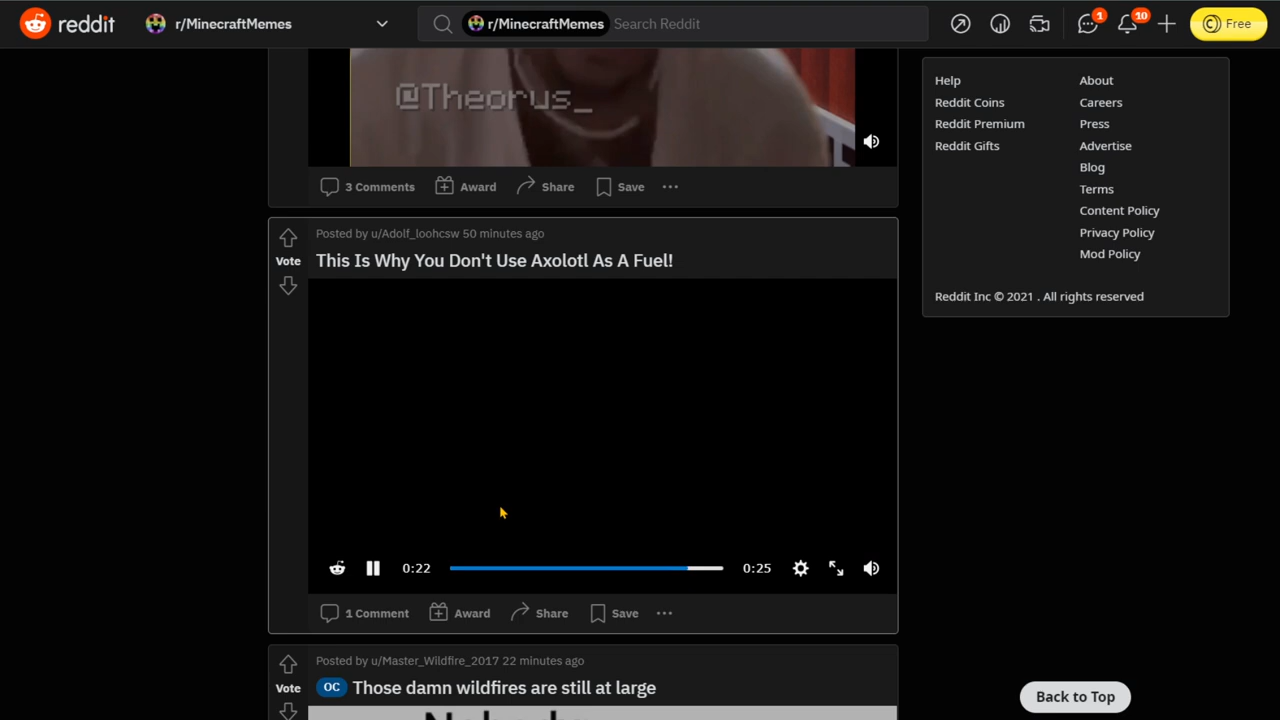 reddit
r/MinecraftMemes
r/MinecraftMemes Search Reddit
1
10
Free
@Theorus_
3 Comments Award Share Save
Posted by u/Adolf_loohcsw 50 minutes ago
Vote
This Is Why You Don't Use Axolotl As A Fuel!
0:22
0:25
1 Comment Award Share Save
Posted by u/Master_Wildfire_2017 22 minutes ago
Vote
OC Those damn wildfires are still at large
Nobody
Help
Reddit Coins
Reddit Premium
Reddit Gifts
About
Careers
Press
Advertise
Blog
Terms
Content Policy
Privacy Policy
Mod Policy
Reddit Inc © 2021 . All rights reserved
Back to Top